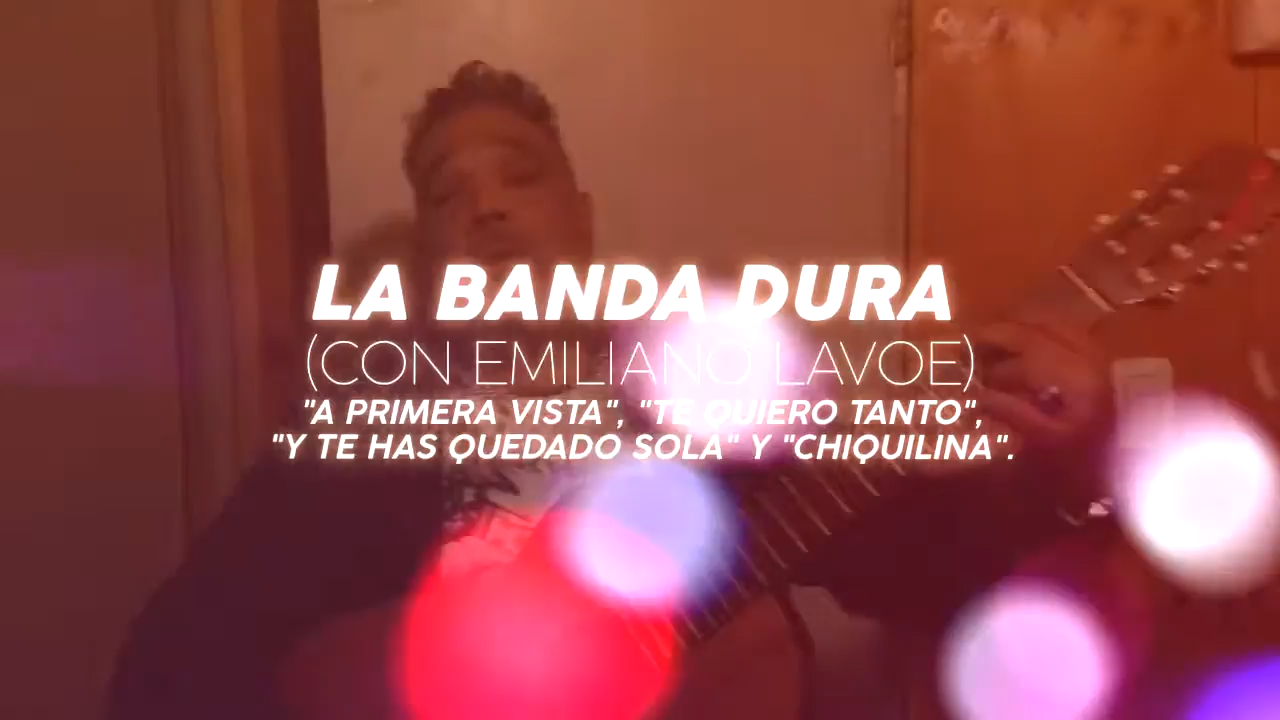 LA BANDA DURA
(CON EMILIANO LAVOE)
"A PRIMERA VISTA", "TE QUIERO TANTO",
"Y TE HAS QUEDADO SOLA" Y "CHIQUILINA".